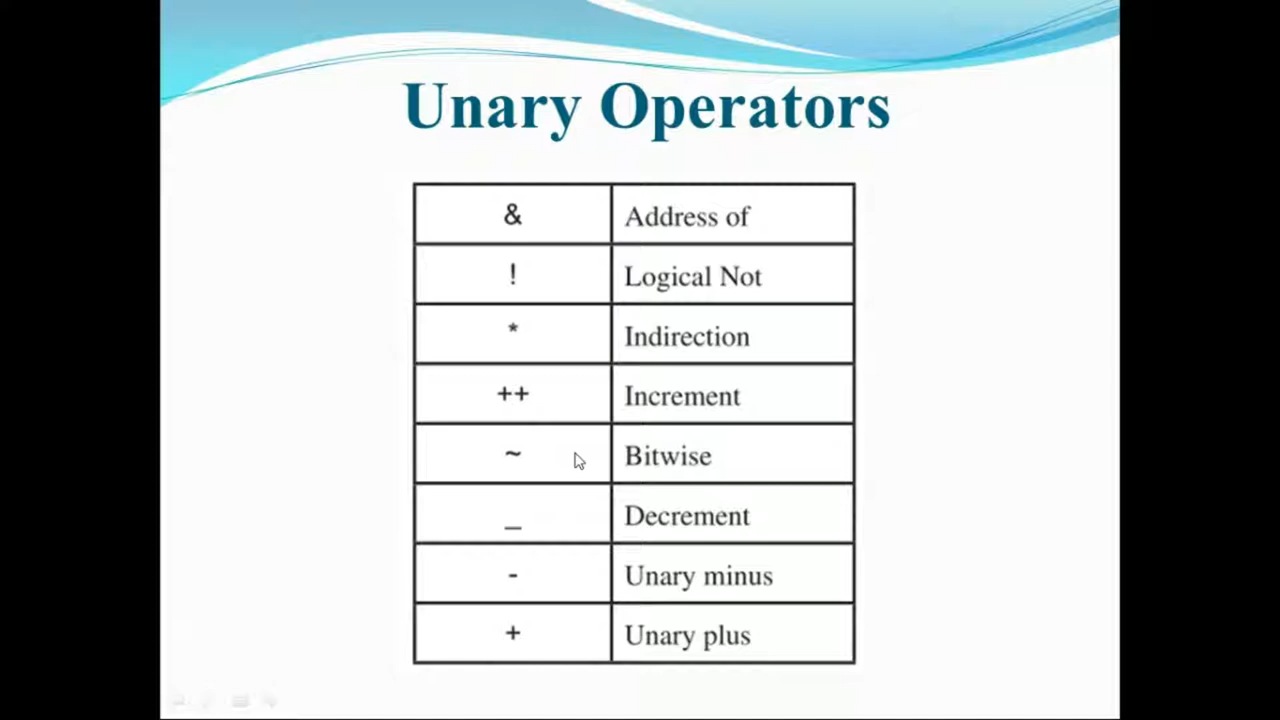 Unary Operators
& Address of
! Logical Not
* Indirection
++ Increment
~ Bitwise
_ Decrement
- Unary minus
+ Unary plus